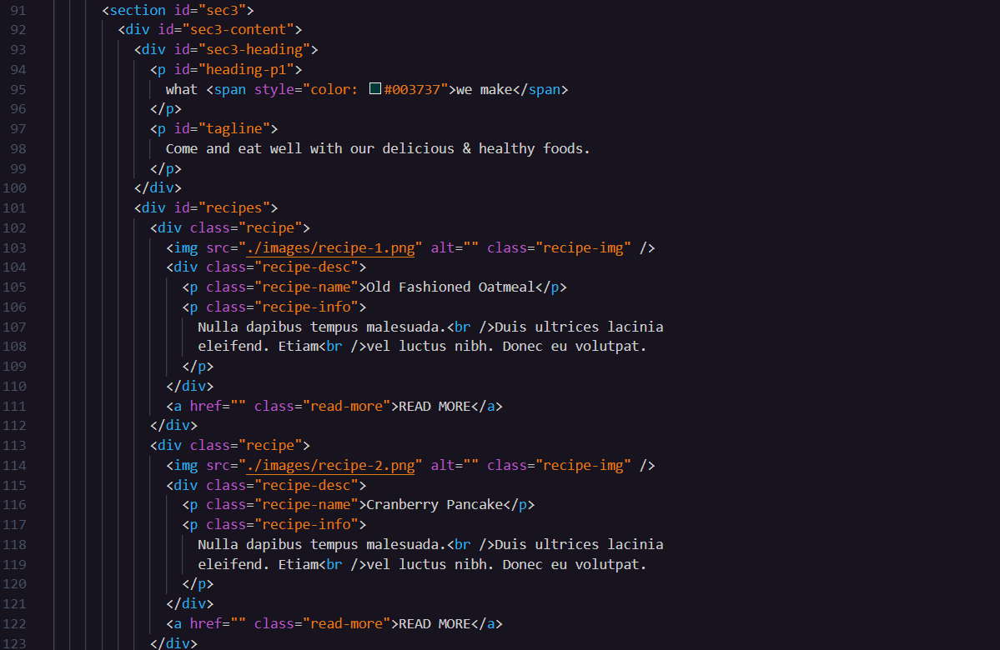 91 <section id="sec3">
92 <div id="sec3-content">
93 <div id="sec3-heading">
94 <p id="heading-p1">
95 what <span style="color: #003737">we make</span>
96 </p>
97 <p id="tagline">
98 Come and eat well with our delicious & healthy foods.
99 </p>
100 </div>
101 <div id="recipes">
102 <div class="recipe">
103 <img src="./images/recipe-1.png" alt="" class="recipe-img" />
104 <div class="recipe-desc">
105 <p class="recipe-name">Old Fashioned Oatmeal</p>
106 <p class="recipe-info">
107 Nulla dapibus tempus malesuada.<br />Duis ultrices lacinia
108 eleifend. Etiam<br />vel luctus nibh. Donec eu volutpat.
109 </p>
110 </div>
111 <a href="" class="read-more">READ MORE</a>
112 </div>
113 <div class="recipe">
114 <img src="./images/recipe-2.png" alt="" class="recipe-img" />
115 <div class="recipe-desc">
116 <p class="recipe-name">Cranberry Pancake</p>
117 <p class="recipe-info">
118 Nulla dapibus tempus malesuada.<br />Duis ultrices lacinia
119 eleifend. Etiam<br />vel luctus nibh. Donec eu volutpat.
120 </p>
121 </div>
122 <a href="" class="read-more">READ MORE</a>
123 </div>